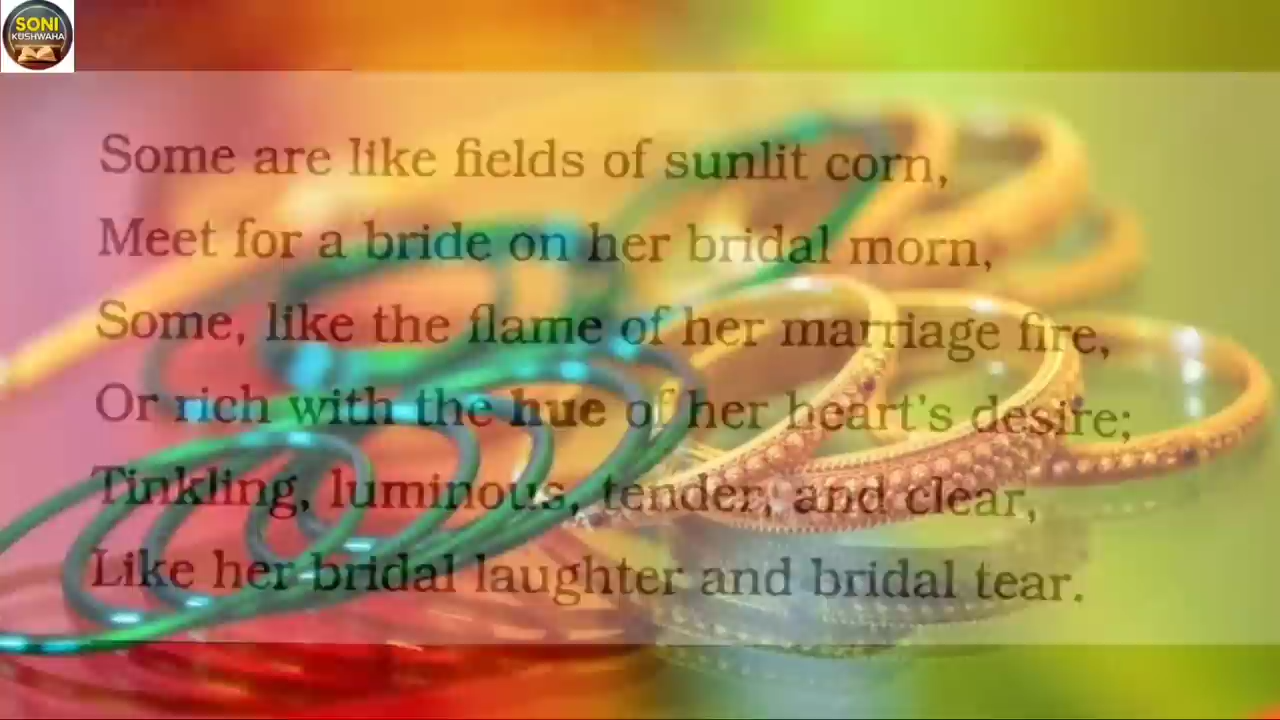 SONI
KUSHWAHA
Some are like fields of sunlit corn,
Meet for a bride on her bridal morn,
Some, like the flame of her marriage fire,
Or rich with the hue of her heart's desire;
Tinkling, luminous, tender, and clear,
Like her bridal laughter and bridal tear.